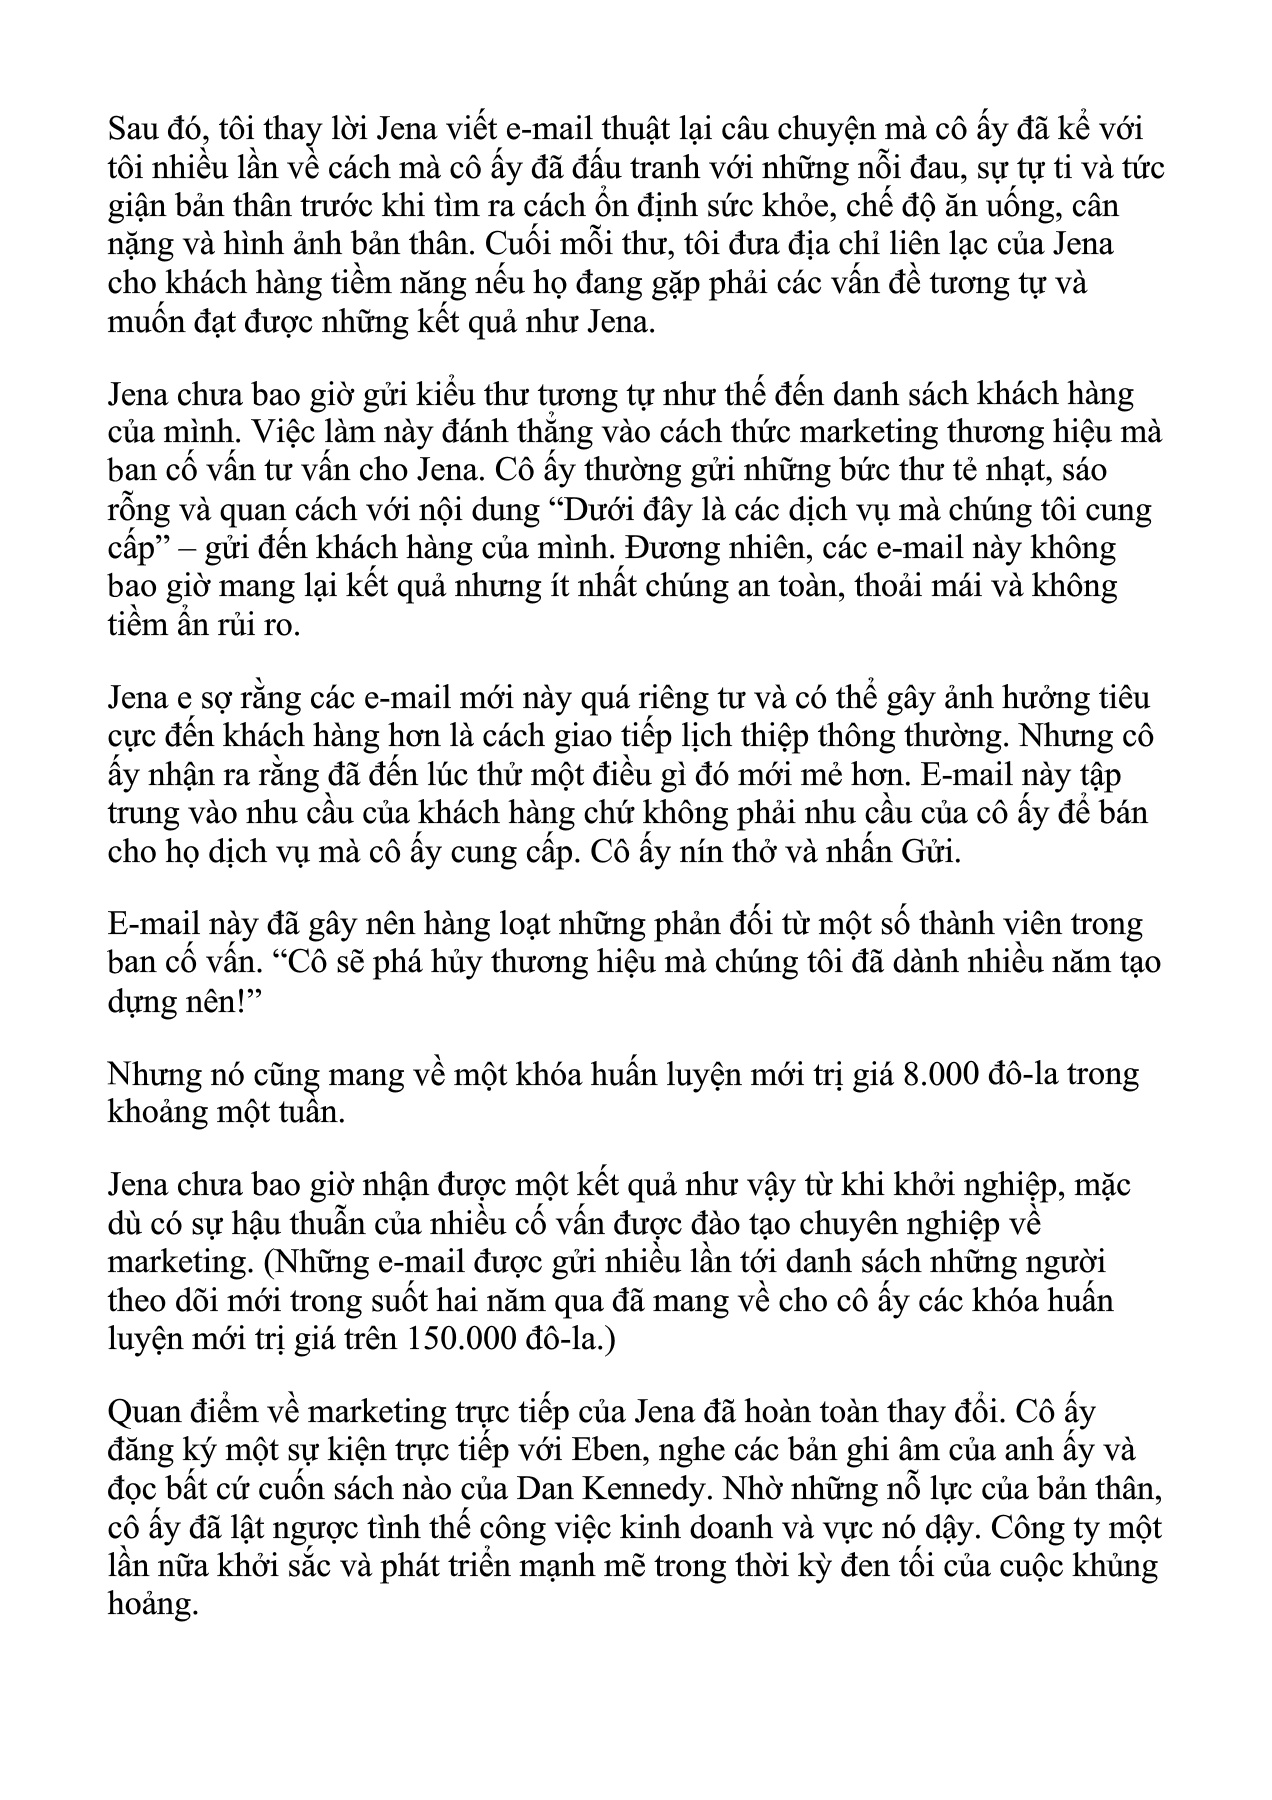 Sau đó, tôi thay lời Jena viết e-mail thuật lại câu chuyện mà cô ấy đã kể với
tôi nhiều lần về cách mà cô ấy đã đấu tranh với những nỗi đau, sự tự ti và tức
giận bản thân trước khi tìm ra cách ổn định sức khỏe, chế độ ăn uống, cân
nặng và hình ảnh bản thân. Cuối mỗi thư, tôi đưa địa chỉ liên lạc của Jena
cho khách hàng tiềm năng nếu họ đang gặp phải các vấn đề tương tự và
muốn đạt được những kết quả như Jena.
Jena chưa bao giờ gửi kiểu thư tương tự như thế đến danh sách khách hàng
của mình. Việc làm này đánh thẳng vào cách thức marketing thương hiệu mà
ban cố vấn tư vấn cho Jena. Cô ấy thường gửi những bức thư tẻ nhạt, sáo
rỗng và quan cách với nội dung “Dưới đây là các dịch vụ mà chúng tôi cung
cấp” – gửi đến khách hàng của mình. Đương nhiên, các e-mail này không
bao giờ mang lại kết quả nhưng ít nhất chúng an toàn, thoải mái và không
tiềm ẩn rủi ro.
Jena e sợ rằng các e-mail mới này quá riêng tư và có thể gây ảnh hưởng tiêu
cực đến khách hàng hơn là cách giao tiếp lịch thiệp thông thường. Nhưng cô
ấy nhận ra rằng đã đến lúc thử một điều gì đó mới mẻ hơn. E-mail này tập
trung vào nhu cầu của khách hàng chứ không phải nhu cầu của cô ấy để bán
cho họ dịch vụ mà cô ấy cung cấp. Cô ấy nín thở và nhấn Gửi.
E-mail này đã gây nên hàng loạt những phản đối từ một số thành viên trong
ban cố vấn. “Cô sẽ phá hủy thương hiệu mà chúng tôi đã dành nhiều năm tạo
dựng nên!”
Nhưng nó cũng mang về một khóa huấn luyện mới trị giá 8.000 đô-la trong
khoảng một tuần.
Jena chưa bao giờ nhận được một kết quả như vậy từ khi khởi nghiệp, mặc
dù có sự hậu thuẫn của nhiều cố vấn được đào tạo chuyên nghiệp về
marketing. (Những e-mail được gửi nhiều lần tới danh sách những người
theo dõi mới trong suốt hai năm qua đã mang về cho cô ấy các khóa huấn
luyện mới trị giá trên 150.000 đô-la.)
Quan điểm về marketing trực tiếp của Jena đã hoàn toàn thay đổi. Cô ấy
đăng ký một sự kiện trực tiếp với Eben, nghe các bản ghi âm của anh ấy và
đọc bất cứ cuốn sách nào của Dan Kennedy. Nhờ những nỗ lực của bản thân,
cô ấy đã lật ngược tình thế công việc kinh doanh và vực nó dậy. Công ty một
lần nữa khởi sắc và phát triển mạnh mẽ trong thời kỳ đen tối của cuộc khủng
hoảng.